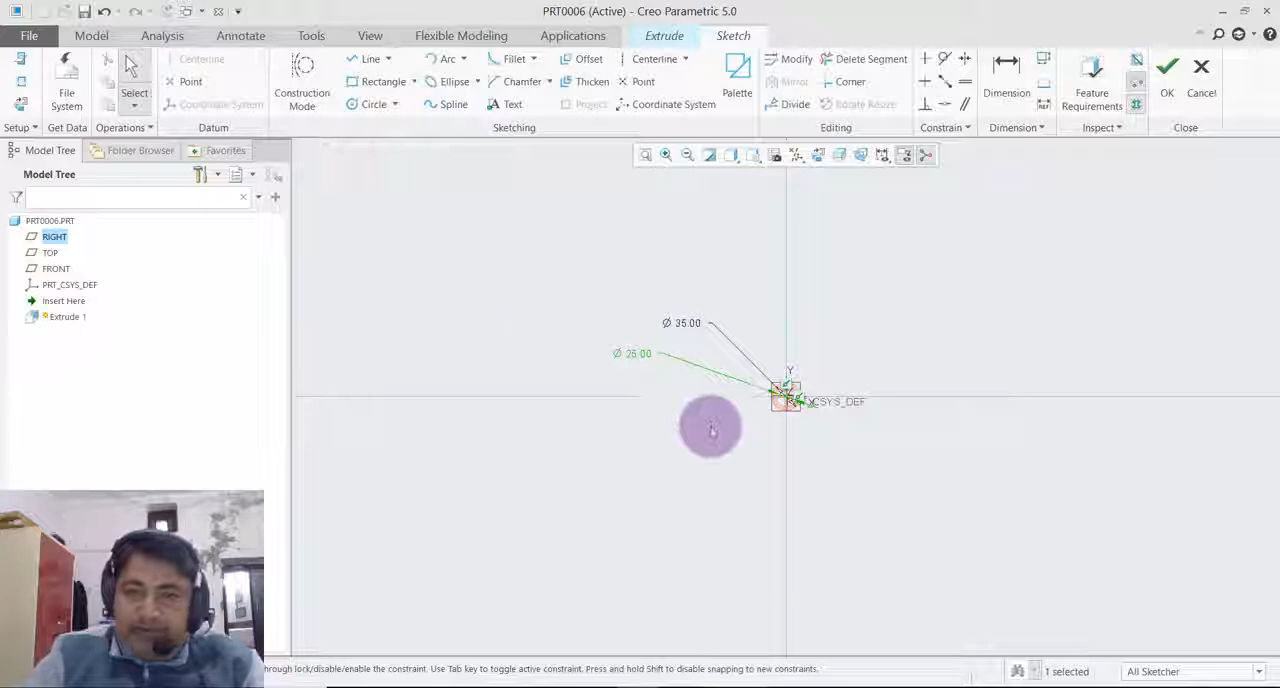 PRT0006 (Active) - Creo Parametric 5.0
File Model Analysis Annotate Tools View Flexible Modeling Applications Extrude Sketch
Centerline Line Arc Fillet Offset Centerline Modify Delete Segment
Point Rectangle Ellipse Chamfer Thicken Point Mirror Corner
Coordinate System Circle Spline Text Project Coordinate System Divide Rotate Resize
File System
Select
Construction Mode
Palette
Dimension
Feature Requirements
OK
Cancel
Setup Get Data Operations Datum Sketching Editing Constrain Dimension Inspect Close
Model Tree Folder Browser Favorites
Model Tree
PRT0006.PRT
RIGHT
TOP
FRONT
PRT_CSYS_DEF
Insert Here
Extrude 1
Ø 35.00
Ø 25.00
Y
CSYS_DEF
through lock/disable/enable the constraint. Use Tab key to toggle active constraint. Press and hold Shift to disable snapping to new constraints.
1 selected
All Sketcher